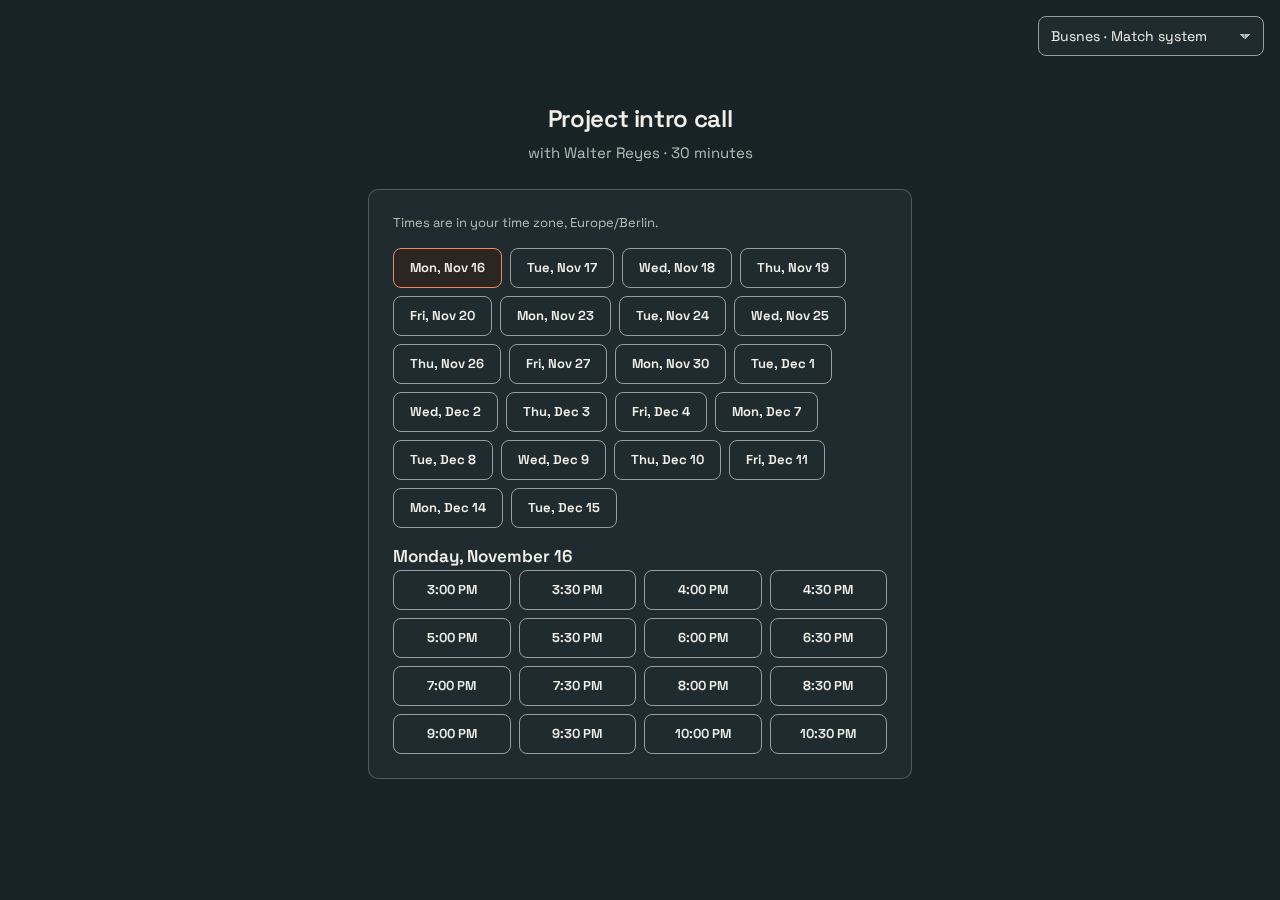 Busnes · Match system
Project intro call
with Walter Reyes · 30 minutes
Times are in your time zone, Europe/Berlin.
Mon, Nov 16 Tue, Nov 17 Wed, Nov 18 Thu, Nov 19
Fri, Nov 20 Mon, Nov 23 Tue, Nov 24 Wed, Nov 25
Thu, Nov 26 Fri, Nov 27 Mon, Nov 30 Tue, Dec 1
Wed, Dec 2 Thu, Dec 3 Fri, Dec 4 Mon, Dec 7
Tue, Dec 8 Wed, Dec 9 Thu, Dec 10 Fri, Dec 11
Mon, Dec 14 Tue, Dec 15
Monday, November 16
3:00 PM 3:30 PM 4:00 PM 4:30 PM
5:00 PM 5:30 PM 6:00 PM 6:30 PM
7:00 PM 7:30 PM 8:00 PM 8:30 PM
9:00 PM 9:30 PM 10:00 PM 10:30 PM